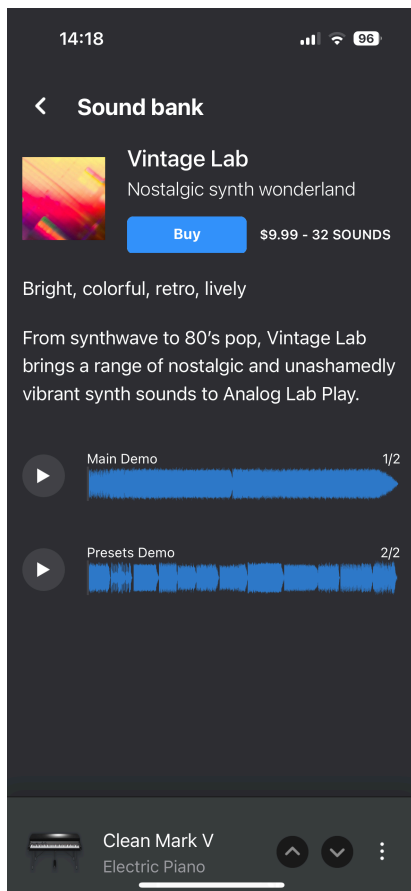 14:18
96
Sound bank
Vintage Lab
Nostalgic synth wonderland
Buy
$9.99 - 32 SOUNDS
Bright, colorful, retro, lively
From synthwave to 80’s pop, Vintage Lab
brings a range of nostalgic and unashamedly
vibrant synth sounds to Analog Lab Play.
Main Demo
1/2
Presets Demo
2/2
Clean Mark V
Electric Piano